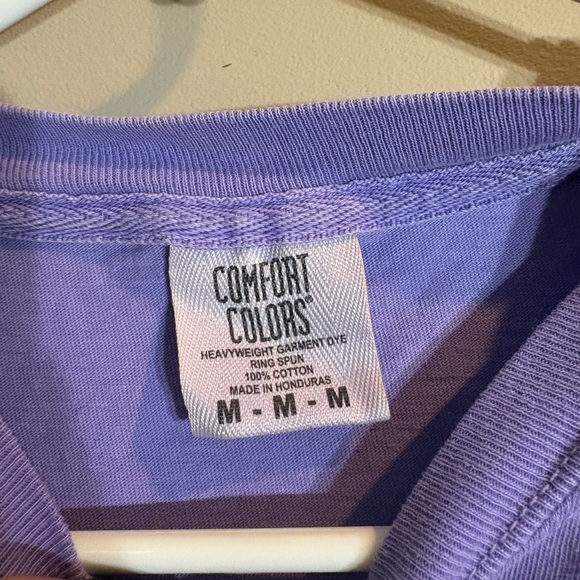 COMFORT
COLORS®
HEAVYWEIGHT GARMENT DYE
RING SPUN
100% COTTON
MADE IN HONDURAS
M - M - M